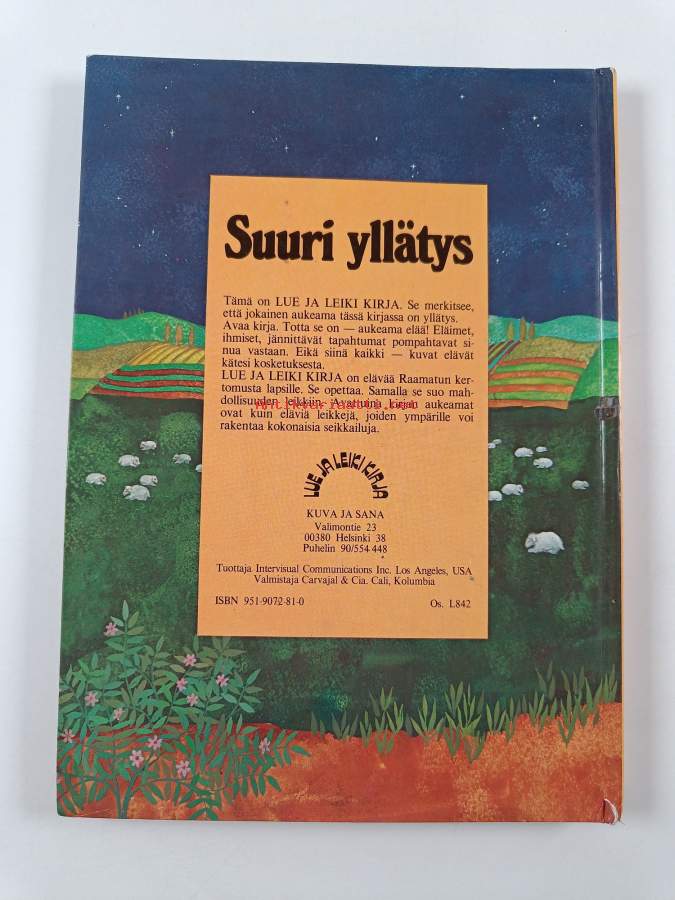 Suuri yllätys
Tämä on LUE JA LEIKI KIRJA. Se merkitsee,
että jokainen aukeama tässä kirjassa on yllätys.
Avaa kirja. Totta se on — aukeama elää! Eläimet,
ihmiset, jännittävät tapahtumat pompahtavat si-
nua vastaan. Eikä siinä kaikki — kuvat elävät
kätesi kosketuksesta.
LUE JA LEIKI KIRJA on elävää Raamatun ker-
tomusta lapsille. Se opettaa. Samalla se suo mah-
dollisuuden leikkiin. Avattuina kirjan aukeamat
ovat kuin eläviä leikkejä, joiden ympärille voi
rakentaa kokonaisia seikkailuja.
LUE JA LEIKI KIRJA
KUVA JA SANA
Valimontie 23
00380 Helsinki 38
Puhelin 90/554 448
Tuottaja Intervisual Communications Inc. Los Angeles, USA
Valmistaja Carvajal & Cia. Cali, Kolumbia
ISBN 951-9072-81-0 Os. L842